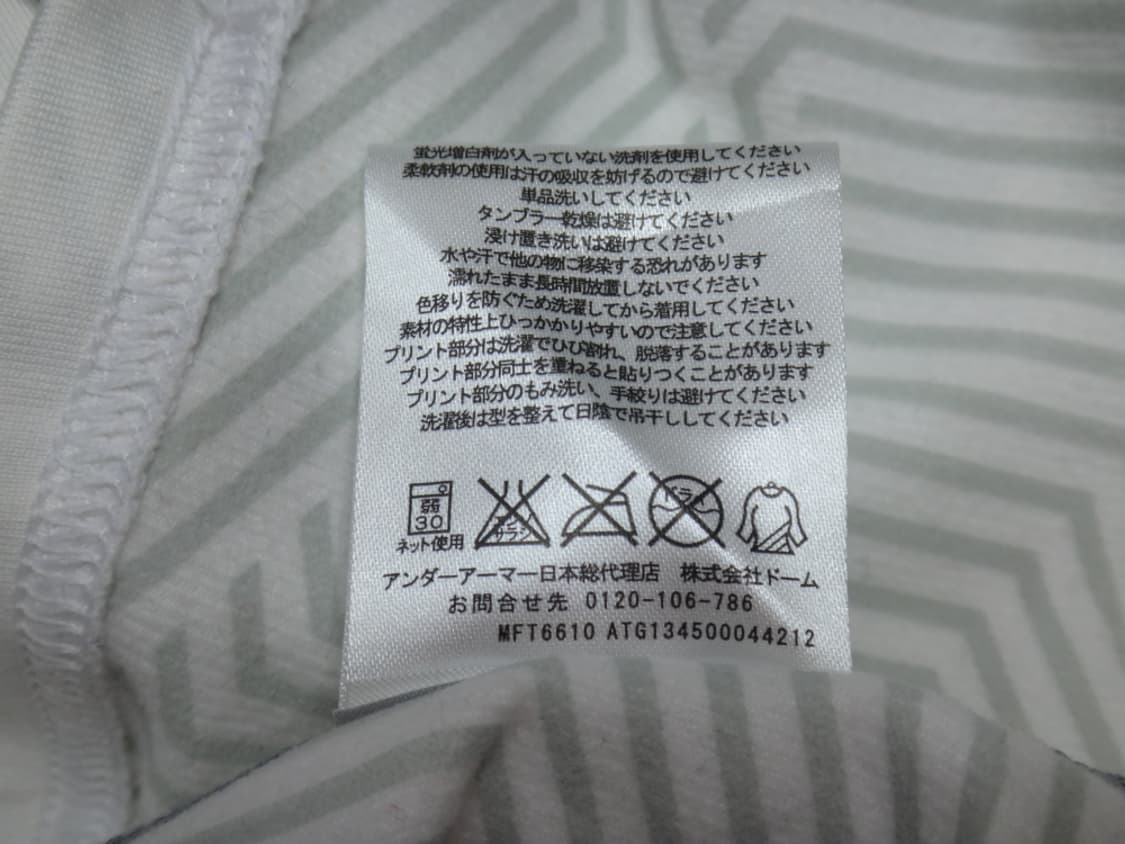 蛍光増白剤が入っていない洗剤を使用してください
柔軟剤の使用は汗の吸収を妨げるので避けてください
単品洗いしてください
タンブラー乾燥は避けてください
浸け置き洗いは避けてください
水や汗で他の物に移染する恐れがあります
濡れたまま長時間放置しないでください
色移りを防ぐため洗濯してから着用してください
素材の特性上ひっかかりやすいので注意してください
プリント部分は洗濯でひび割れ、脱落することがあります
プリント部分同士を重ねると貼りつくことがあります
プリント部分のもみ洗い、手絞りは避けてください
洗濯後は型を整えて日陰で吊干ししてください
弱
30
エンソ
サラシ
ドライ
ネット使用
アンダーアーマー日本総代理店 株式会社ドーム
お問合せ先 0120-106-786
MFT6610 ATG134500044212